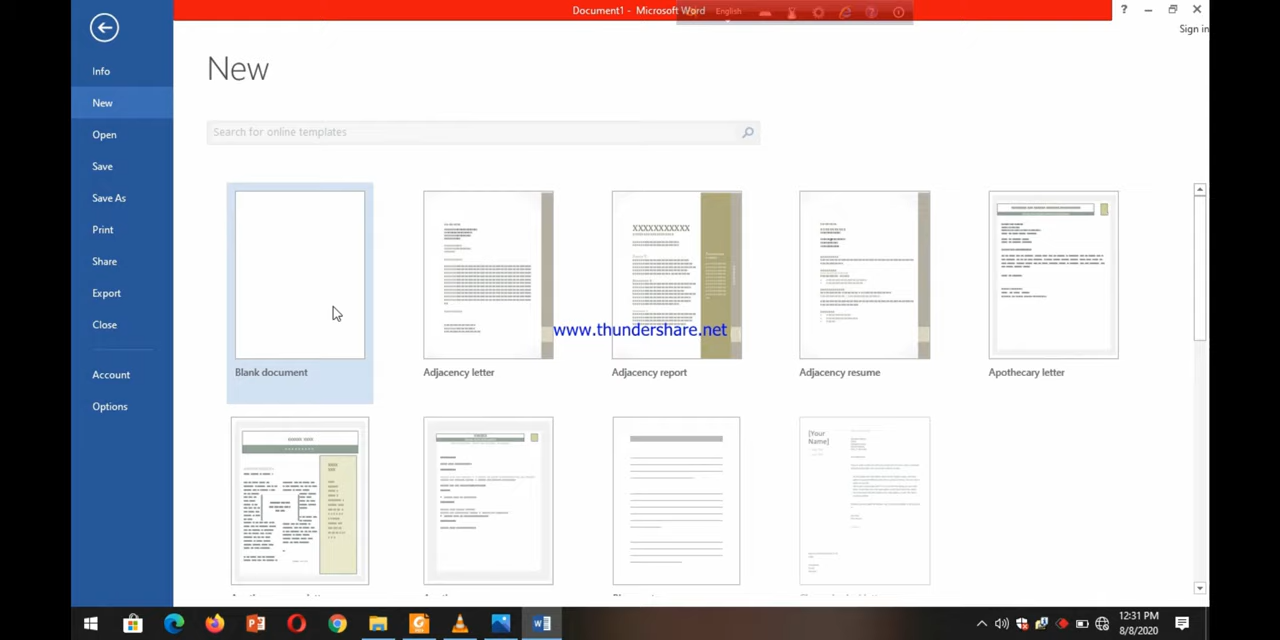 Document1 - Microsoft Word
English
Sign in
Info
New
Open
Save
Save As
Print
Share
Export
Close
Account
Options
New
Search for online templates
Blank document
Adjacency letter
XXXXXXXXXXX
Adjacency report
Adjacency resume
Apothecary letter
www.thundershare.net
[Your
Name]
12:31 PM
8/8/2020